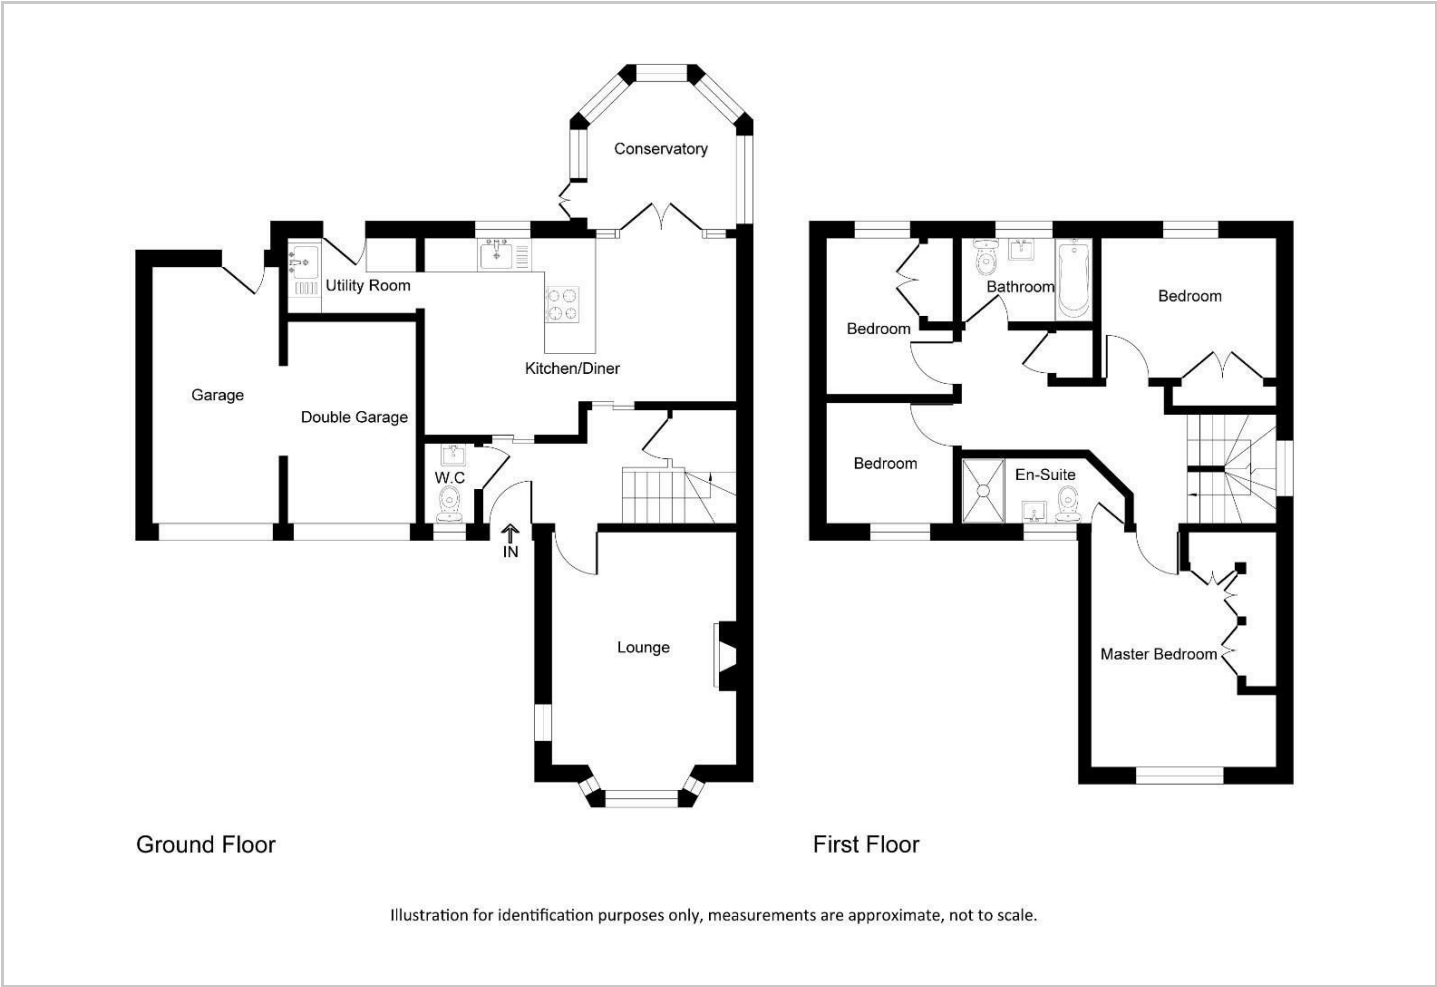 Conservatory
Utility Room
Kitchen/Diner
Garage
Double Garage
W.C
IN
Lounge
Ground Floor
Bedroom
Bathroom
Bedroom
Bedroom
En-Suite
Master Bedroom
First Floor
Illustration for identification purposes only, measurements are approximate, not to scale.